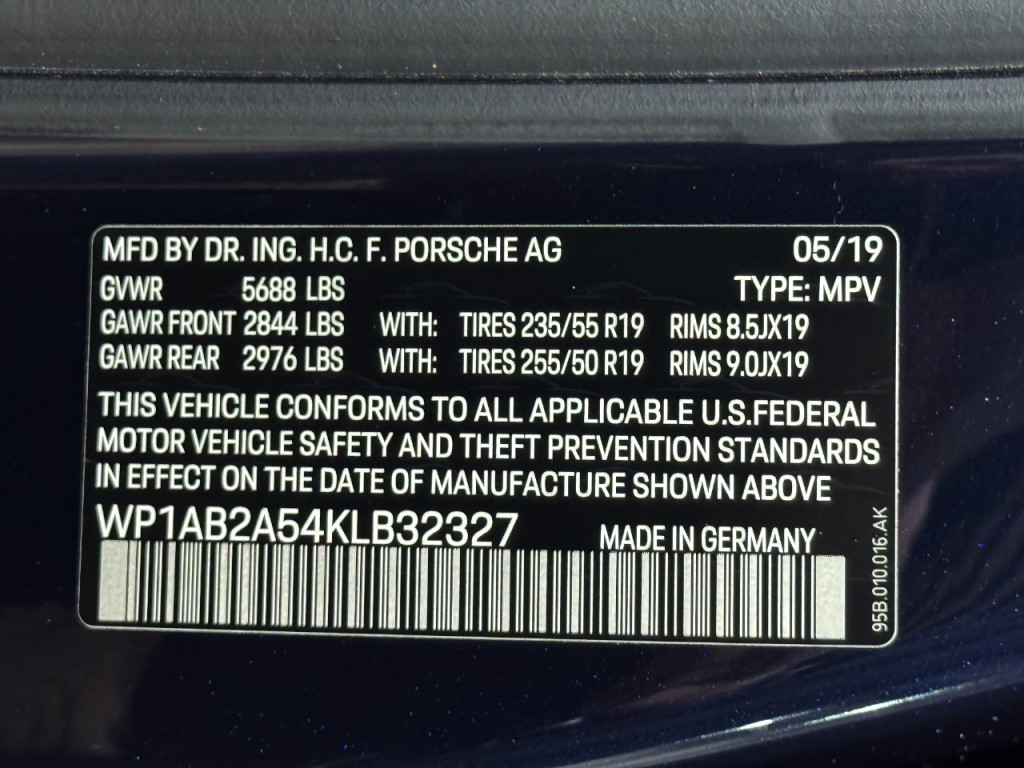 MFD BY DR. ING. H.C. F. PORSCHE AG 05/19
GVWR 5688 LBS TYPE: MPV
GAWR FRONT 2844 LBS WITH: TIRES 235/55 R19 RIMS 8.5JX19
GAWR REAR 2976 LBS WITH: TIRES 255/50 R19 RIMS 9.0JX19
THIS VEHICLE CONFORMS TO ALL APPLICABLE U.S.FEDERAL
MOTOR VEHICLE SAFETY AND THEFT PREVENTION STANDARDS
IN EFFECT ON THE DATE OF MANUFACTURE SHOWN ABOVE
WP1AB2A54KLB32327 MADE IN GERMANY
95B.010.016.AK